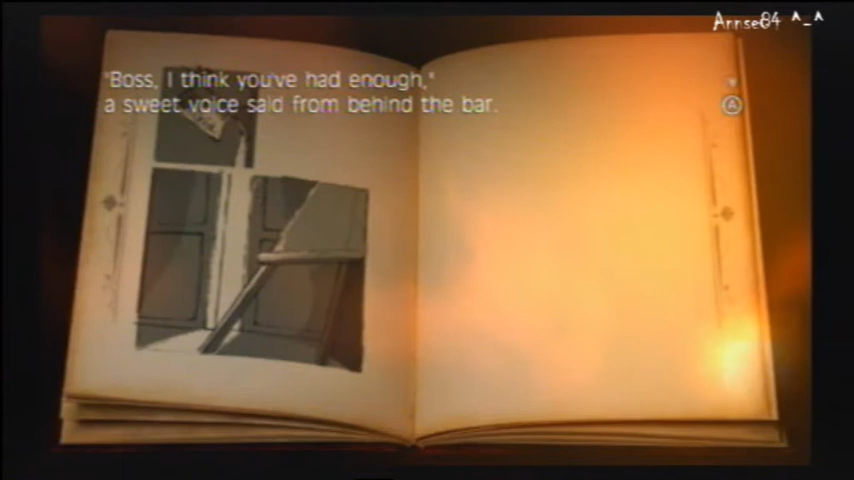 Annse84 ^_^
"Boss, I think you've had enough,"
a sweet voice said from behind the bar.
A